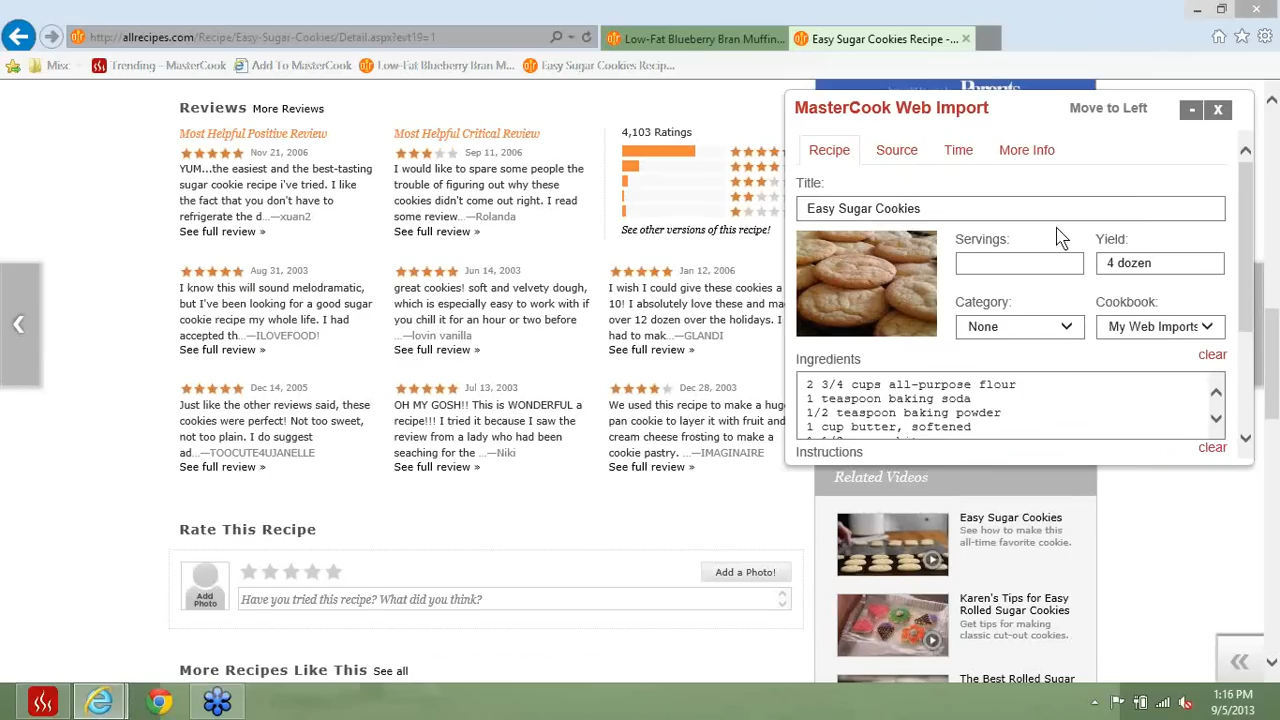 http://allrecipes.com/Recipe/Easy-Sugar-Cookies/Detail.aspx?evt19=1
Low-Fat Blueberry Bran Muffin...
Easy Sugar Cookies Recipe -...
Misc
Trending - MasterCook
Add To MasterCook
Low-Fat Blueberry Bran M...
Easy Sugar Cookies Recip...
Reviews More Reviews
Most Helpful Positive Review
Nov 21, 2006
YUM...the easiest and the best-tasting
sugar cookie recipe i've tried. I like
the fact that you don't have to
refrigerate the d...—xuan2
See full review »
Most Helpful Critical Review
Sep 11, 2006
I would like to spare some people the
trouble of figuring out why these
cookies didn't come out right. I read
some review...—Rolanda
See full review »
4,103 Ratings
See other versions of this recipe!
Aug 31, 2003
I know this will sound melodramatic,
but I've been looking for a good sugar
cookie recipe my whole life. I had
accepted th...—ILOVEFOOD!
See full review »
Jun 14, 2003
great cookies! soft and velvety dough,
which is especially easy to work with if
you chill it for an hour or two before
y...—lovin vanilla
See full review »
Jan 12, 2006
I wish I could give these cookies a
10! I absolutely love these and ma
over 12 dozen over the holidays. I
had to mak...—GLANDI
See full review »
Dec 14, 2005
Just like the other reviews said, these
cookies were perfect! Not too sweet,
not too plain. I do suggest
ad...—TOOCUTE4UJANELLE
See full review »
Jul 13, 2003
OH MY GOSH!! This is WONDERFUL a
recipe!!! I tried it because I saw the
review from a lady who had been
seaching for the ...—Niki
See full review »
Dec 28, 2003
We used this recipe to make a hug
pan cookie to layer it with fruit and
cream cheese frosting to make a
cookie pastry. ...—IMAGINAIRE
See full review »
Rate This Recipe
Add
Photo
Add a Photo!
Have you tried this recipe? What did you think?
More Recipes Like This See all
MasterCook Web Import
Move to Left
-
X
Recipe
Source
Time
More Info
Title:
Easy Sugar Cookies
Servings:
Yield:
4 dozen
Category:
Cookbook:
None
My Web Imports
Ingredients
clear
2 3/4 cups all-purpose flour
1 teaspoon baking soda
1/2 teaspoon baking powder
1 cup butter, softened
Instructions
clear
Related Videos
Easy Sugar Cookies
See how to make this
all-time favorite cookie.
Karen's Tips for Easy
Rolled Sugar Cookies
Get tips for making
classic cut-out cookies.
The Best Rolled Sugar
1:16 PM
9/5/2013